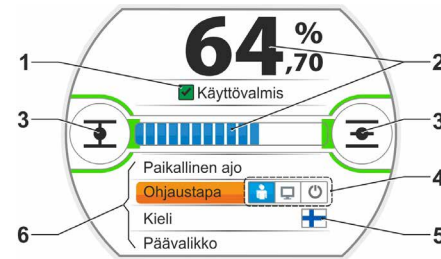 64,70 %
1
2
Käyttövalmis
3
3
Paikallinen ajo
4
Ohjaustapa
6
Kieli
5
Päävalikko